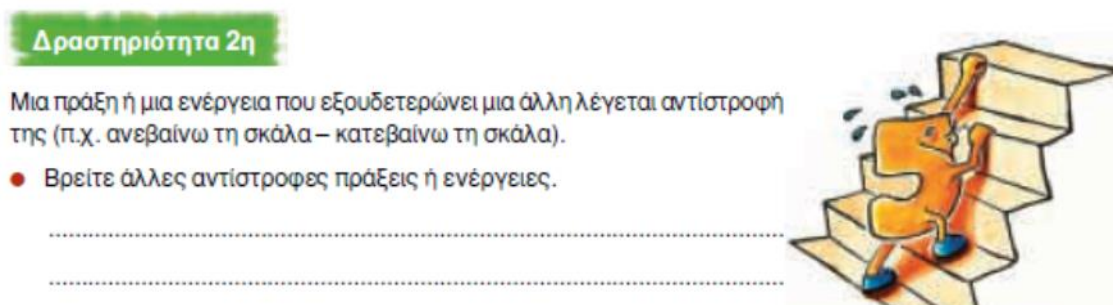 Δραστηριότητα 2η
Μια πράξη ή μια ενέργεια που εξουδετερώνει μια άλλη λέγεται αντίστροφή
της (π.χ. ανεβαίνω τη σκάλα – κατεβαίνω τη σκάλα).
● Βρείτε άλλες αντίστροφες πράξεις ή ενέργειες.
..........................................................................................
..........................................................................................